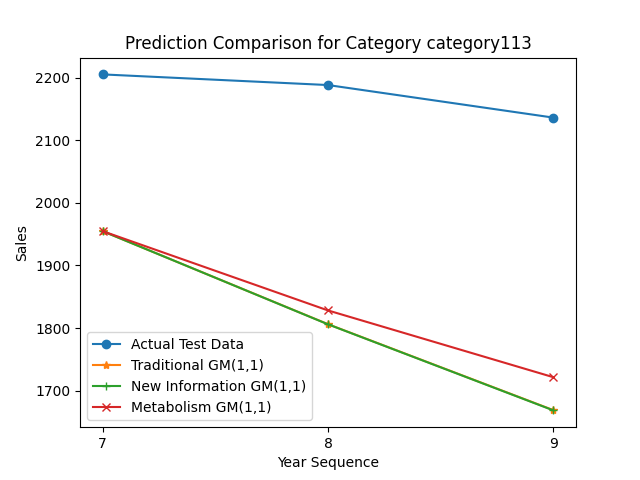 Prediction Comparison for Category category113
Sales
2200
2100
2000
1900
1800
1700
Actual Test Data
Traditional GM(1,1)
New Information GM(1,1)
Metabolism GM(1,1)
7
8
9
Year Sequence